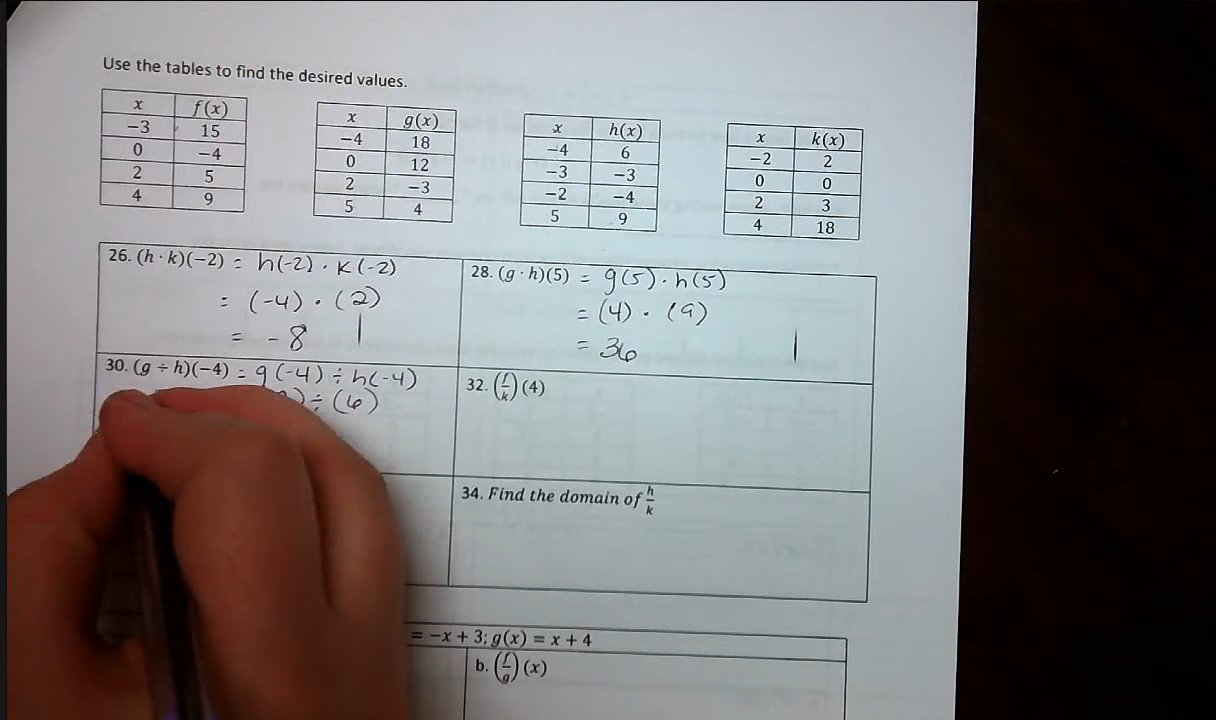 Use the tables to find the desired values.
x f(x)
−3 15
0 −4
2 5
4 9
x g(x)
−4 18
0 12
2 −3
5 4
x h(x)
−4 6
−3 −3
−2 −4
5 9
x k(x)
−2 2
0 0
2 3
4 18
26. (h · k)(−2) = h(-2) · k(-2)
= (-4) · (2)
= -8
28. (g · h)(5) = g(5) · h(5)
= (4) · (9)
= 36
30. (g ÷ h)(−4) = g(-4) ÷ h(-4)
) ÷ (6)
32. (f/k)(4)
34. Find the domain of h/k
= −x + 3; g(x) = x + 4
b. (f/g)(x)